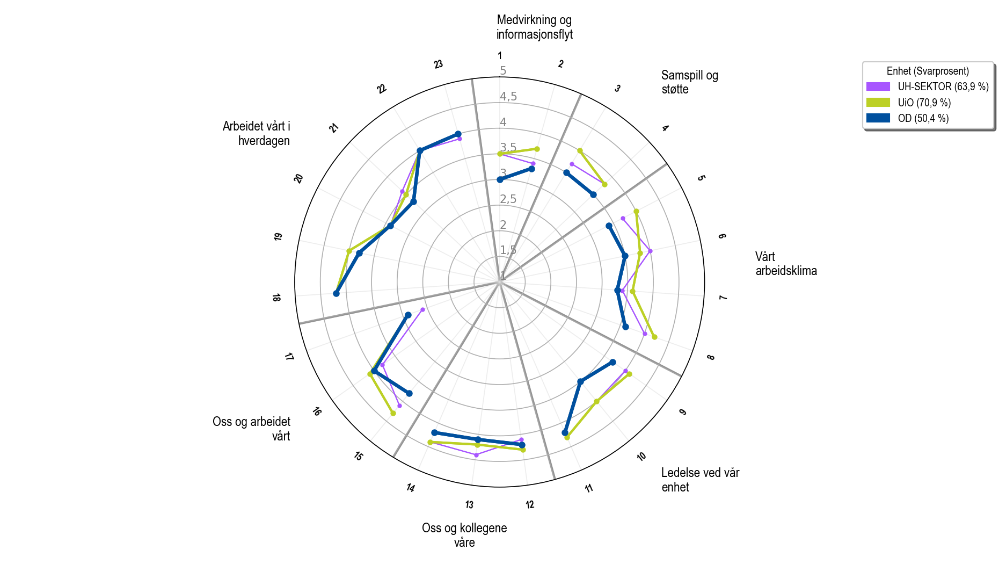 Medvirkning og
informasjonsflyt
Samspill og
støtte
Vårt
arbeidsklima
Ledelse ved vår
enhet
Oss og kollegene
våre
Oss og arbeidet
vårt
Arbeidet vårt i
hverdagen
1
2
3
4
5
6
7
8
9
10
11
12
13
14
15
16
17
18
19
20
21
22
23
5
4,5
4
3,5
3
2,5
2
1,5
1
Enhet (Svarprosent)
UH-SEKTOR (63,9 %)
UiO (70,9 %)
OD (50,4 %)